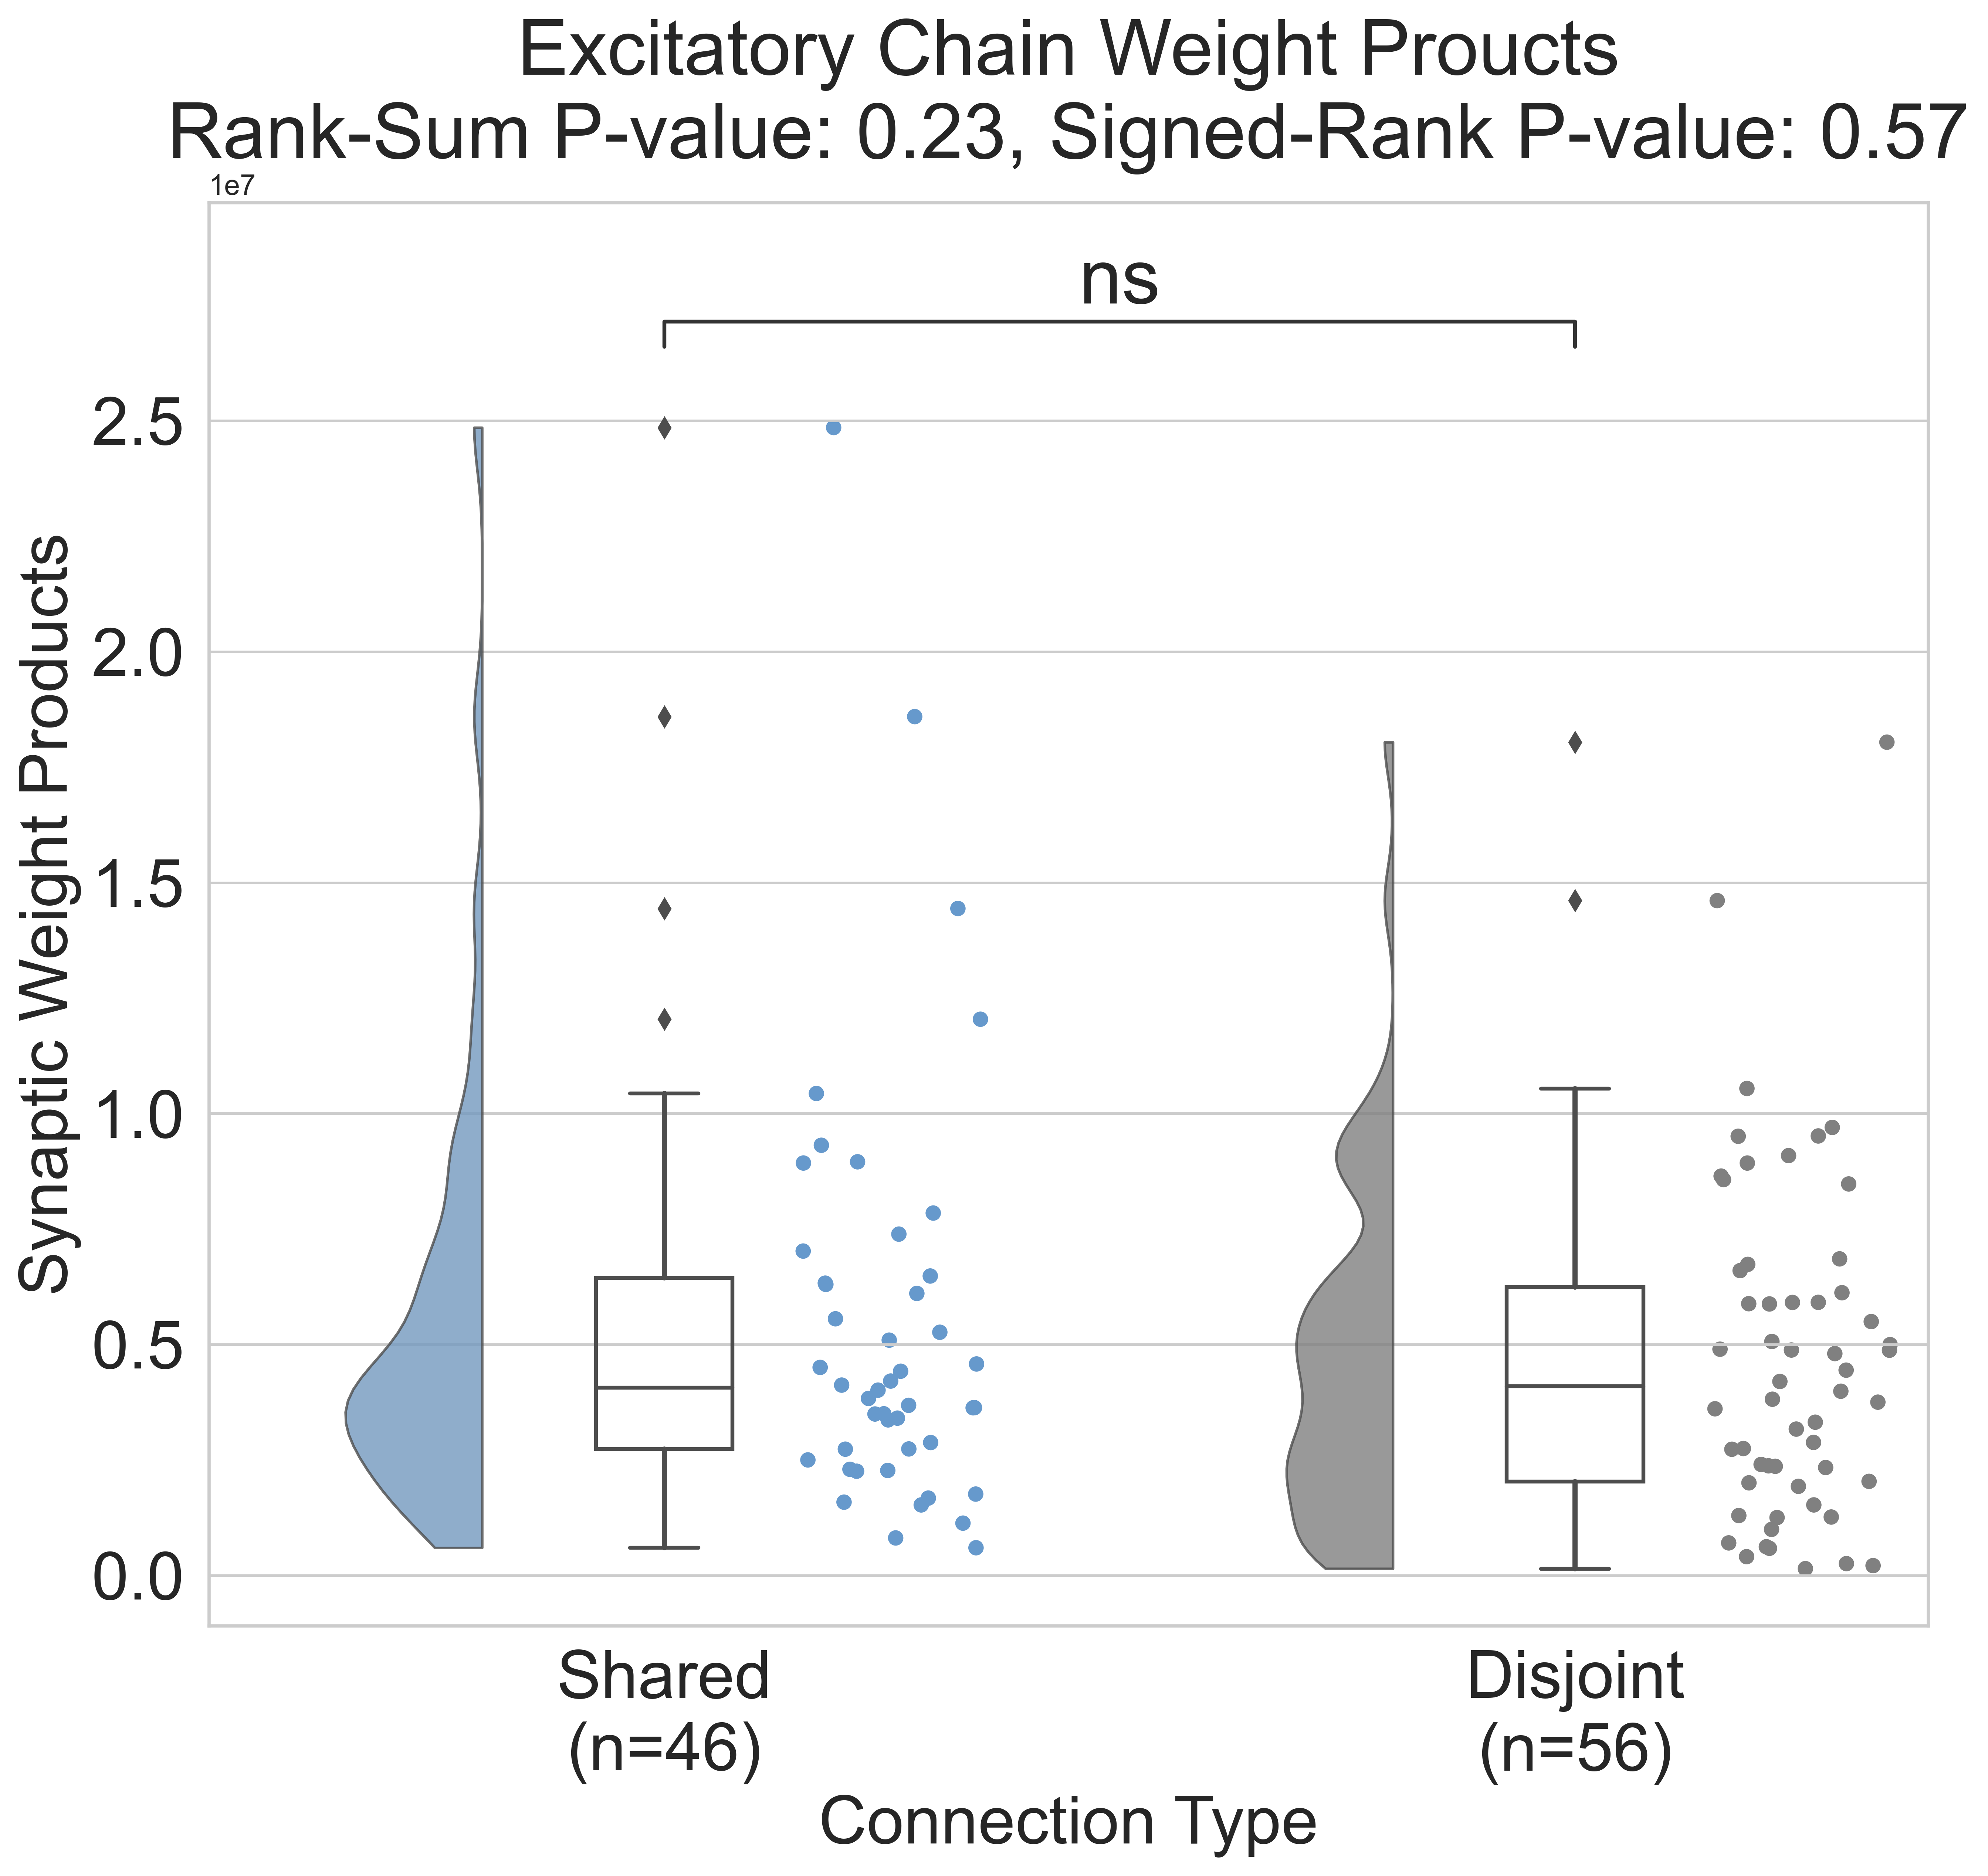 Excitatory Chain Weight Proucts
Rank-Sum P-value: 0.23, Signed-Rank P-value: 0.57
1e7
ns
2.5
2.0
1.5
1.0
0.5
0.0
Synaptic Weight Products
Shared
(n=46)
Disjoint
(n=56)
Connection Type